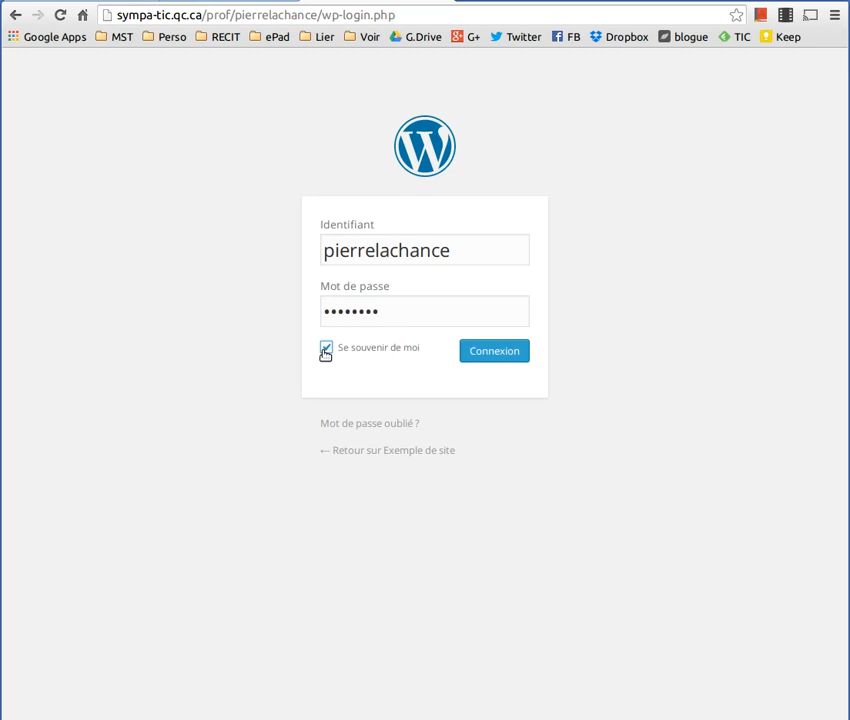 sympa-tic.qc.ca/prof/pierrelachance/wp-login.php
Google Apps MST Perso RECIT ePad Lier Voir G.Drive G+ Twitter FB Dropbox blogue TIC Keep
Identifiant
pierrelachance
Mot de passe
••••••••
Se souvenir de moi Connexion
Mot de passe oublié ?
← Retour sur Exemple de site